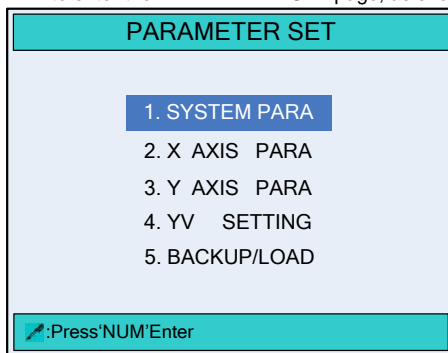 PARAMETER SET
1. SYSTEM PARA
2. X AXIS PARA
3. Y AXIS PARA
4. YV SETTING
5. BACKUP/LOAD
:Press‘NUM’Enter